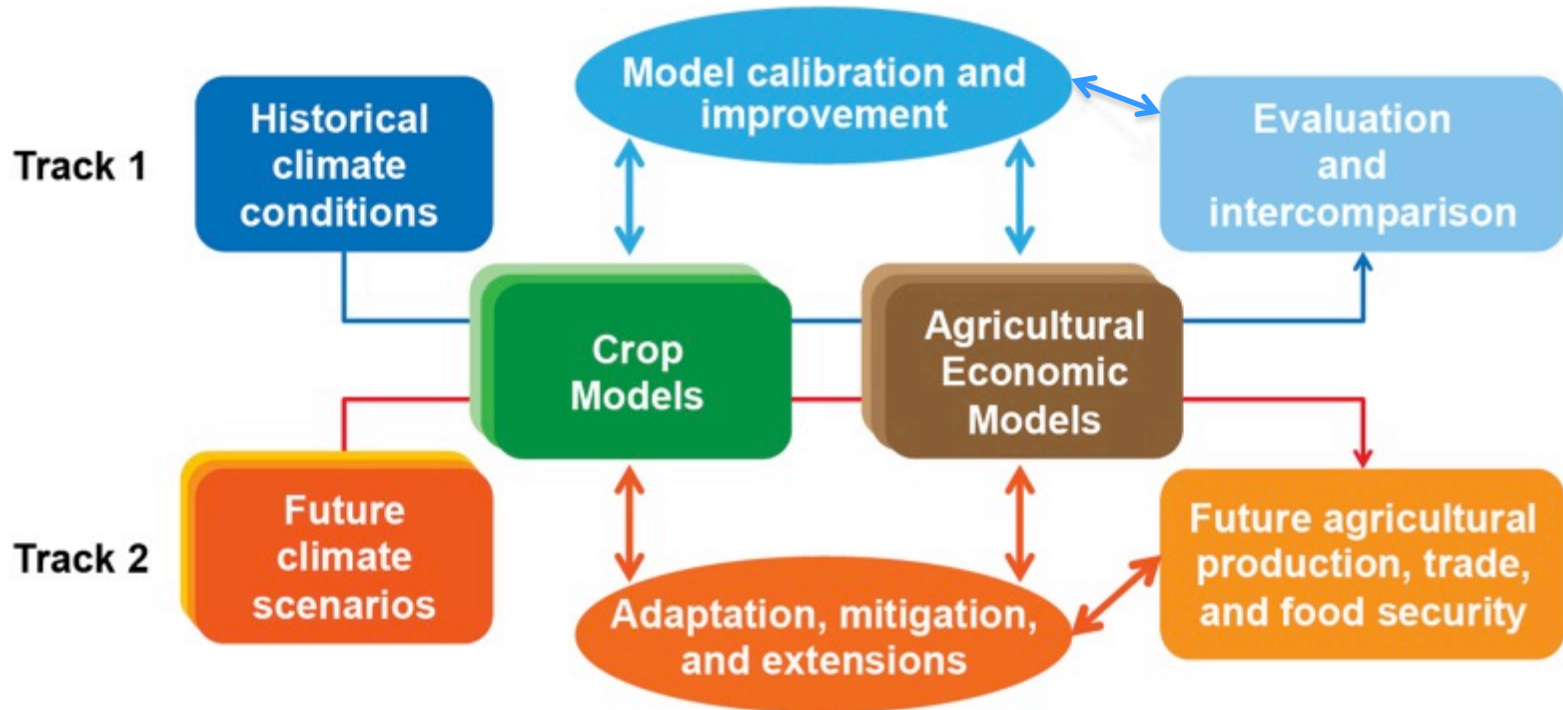 Track 1
Historical
climate
conditions
Model calibration and
improvement
Evaluation
and
intercomparison
Crop
Models
Agricultural
Economic
Models
Track 2
Future
climate
scenarios
Adaptation, mitigation,
and extensions
Future agricultural
production, trade,
and food security